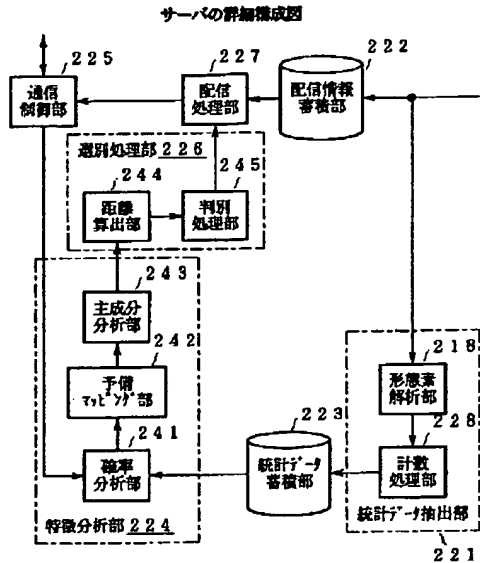 サーバの詳細構成図
225
通信
制御部
227
配信
処理部
222
配信情報
蓄積部
選別処理部 226
244
距離
算出部
245
判別
処理部
243
主成分
分析部
242
予備
マッピング部
241
確率
分析部
特徴分析部 224
223
統計データ
蓄積部
218
形態素
解析部
228
計数
処理部
統計データ抽出部
221